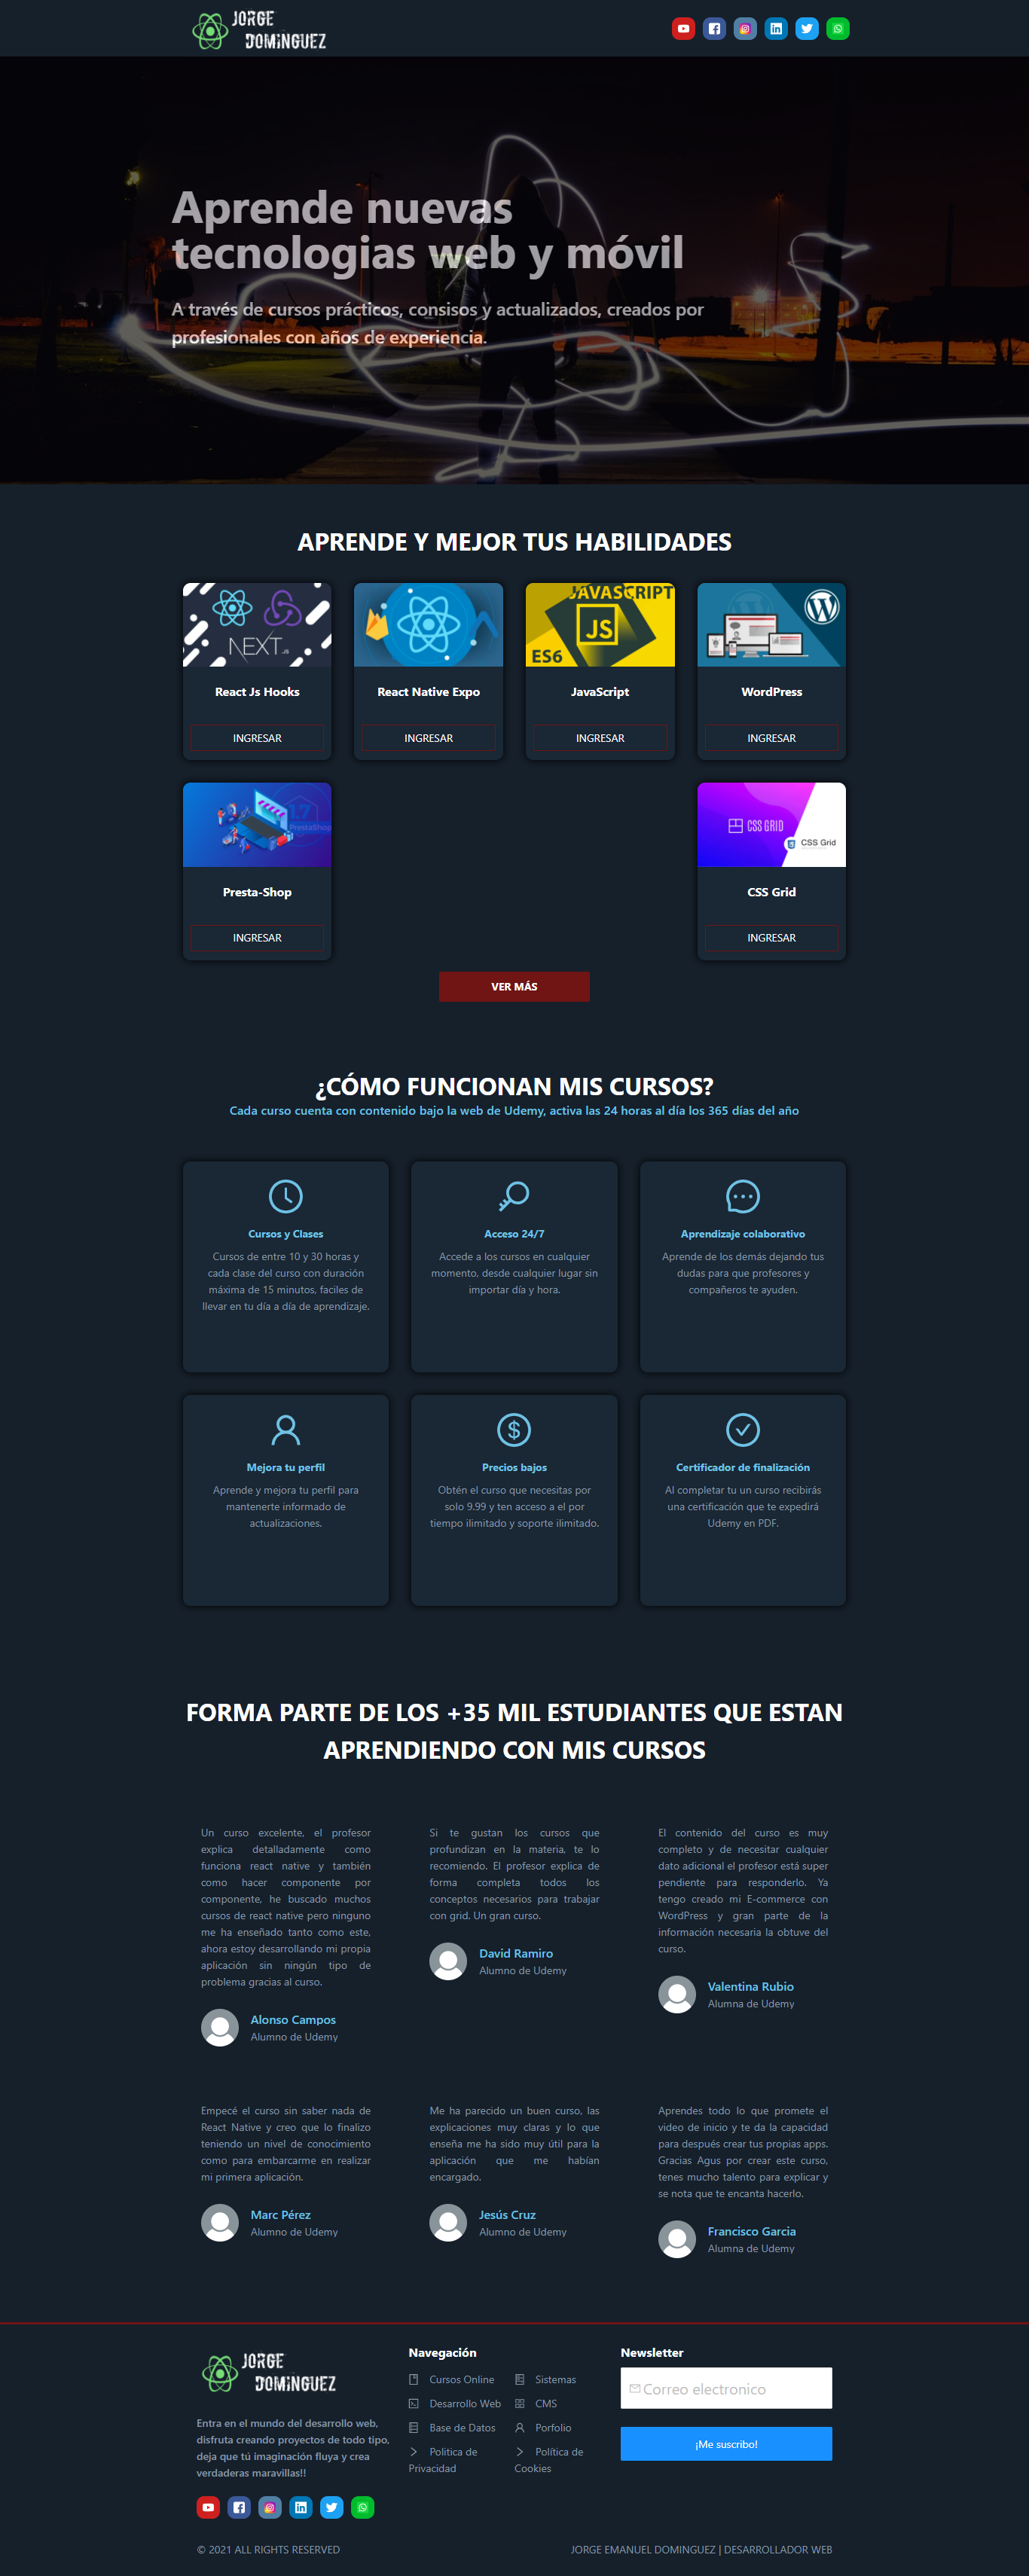 JORGE
DOMINGUEZ
Aprende nuevas
tecnologias web y móvil
A través de cursos prácticos, consisos y actualizados, creados por
profesionales con años de experiencia.
APRENDE Y MEJOR TUS HABILIDADES
NEXT.JS
JAVASCRIPT
JS
ES6
React Js Hooks
React Native Expo
JavaScript
WordPress
INGRESAR
INGRESAR
INGRESAR
INGRESAR
1.7
PrestaShop
CSS GRID
CSS Grid
Presta-Shop
CSS Grid
INGRESAR
INGRESAR
VER MÁS
¿CÓMO FUNCIONAN MIS CURSOS?
Cada curso cuenta con contenido bajo la web de Udemy, activa las 24 horas al día los 365 días del año
Cursos y Clases
Cursos de entre 10 y 30 horas y
cada clase del curso con duración
máxima de 15 minutos, faciles de
llevar en tu día a día de aprendizaje.
Acceso 24/7
Accede a los cursos en cualquier
momento, desde cualquier lugar sin
importar día y hora.
Aprendizaje colaborativo
Aprende de los demás dejando tus
dudas para que profesores y
compañeros te ayuden.
Mejora tu perfil
Aprende y mejora tu perfil para
mantenerte informado de
actualizaciones.
Precios bajos
Obtén el curso que necesitas por
solo 9.99 y ten acceso a el por
tiempo ilimitado y soporte ilimitado.
Certificador de finalización
Al completar tu un curso recibirás
una certificación que te expedirá
Udemy en PDF.
FORMA PARTE DE LOS +35 MIL ESTUDIANTES QUE ESTAN
APRENDIENDO CON MIS CURSOS
Un curso excelente, el profesor
explica detalladamente como
funciona react native y también
como hacer componente por
componente, he buscado muchos
cursos de react native pero ninguno
me ha enseñado tanto como este,
ahora estoy desarrollando mi propia
aplicación sin ningún tipo de
problema gracias al curso.
Alonso Campos
Alumno de Udemy
Si te gustan los cursos que
profundizan en la materia, te lo
recomiendo. El profesor explica de
forma completa todos los
conceptos necesarios para trabajar
con grid. Un gran curso.
David Ramiro
Alumno de Udemy
El contenido del curso es muy
completo y de necesitar cualquier
dato adicional el profesor está super
pendiente para responderlo. Ya
tengo creado mi E-commerce con
WordPress y gran parte de la
información necesaria la obtuve del
curso.
Valentina Rubio
Alumna de Udemy
Empecé el curso sin saber nada de
React Native y creo que lo finalizo
teniendo un nivel de conocimiento
como para embarcarme en realizar
mi primera aplicación.
Marc Pérez
Alumno de Udemy
Me ha parecido un buen curso, las
explicaciones muy claras y lo que
enseña me ha sido muy útil para la
aplicación que me habían
encargado.
Jesús Cruz
Alumno de Udemy
Aprendes todo lo que promete el
video de inicio y te da la capacidad
para después crear tus propias apps.
Gracias Agus por crear este curso,
tenes mucho talento para explicar y
se nota que te encanta hacerlo.
Francisco Garcia
Alumna de Udemy
JORGE
DOMINGUEZ
Entra en el mundo del desarrollo web,
disfruta creando proyectos de todo tipo,
deja que tú imaginación fluya y crea
verdaderas maravillas!!
Navegación
Cursos Online
Sistemas
Desarrollo Web
CMS
Base de Datos
Porfolio
Politica de
Privacidad
Política de
Cookies
Newsletter
Correo electronico
¡Me suscribo!
© 2021 ALL RIGHTS RESERVED
JORGE EMANUEL DOMINGUEZ | DESARROLLADOR WEB